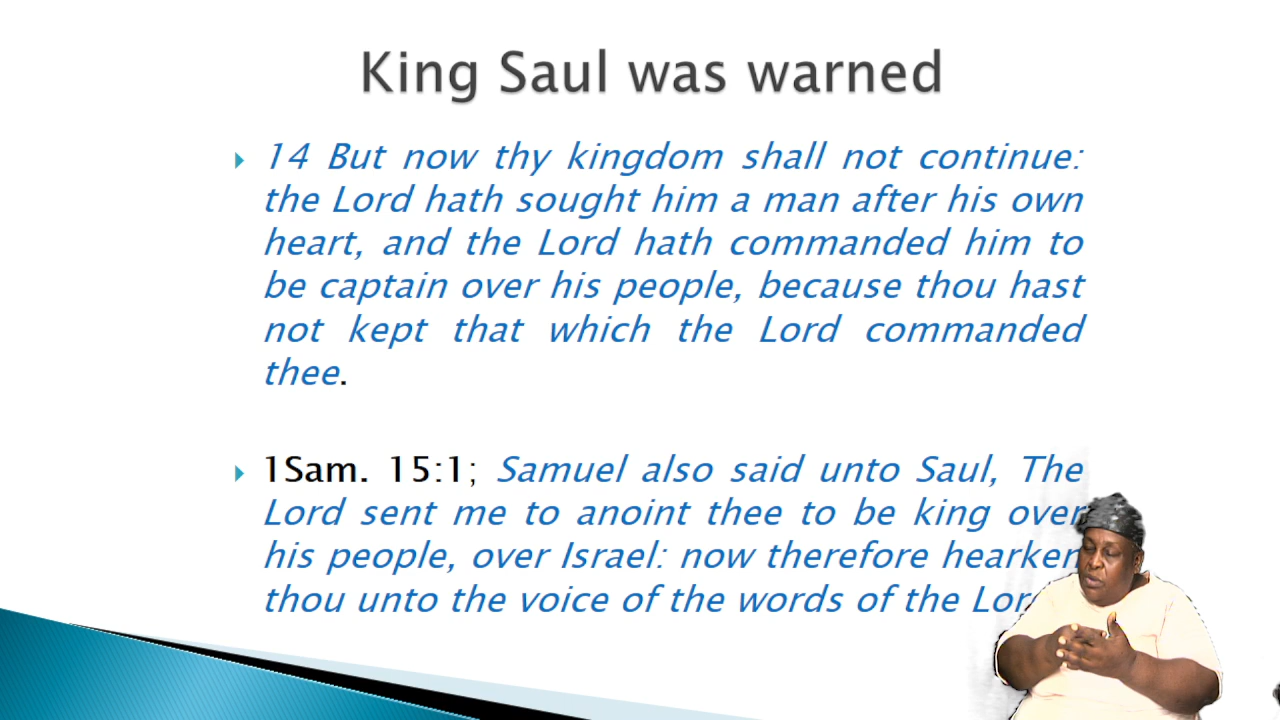 King Saul was warned
14 But now thy kingdom shall not continue:
the Lord hath sought him a man after his own
heart, and the Lord hath commanded him to
be captain over his people, because thou hast
not kept that which the Lord commanded
thee.
1Sam. 15:1; Samuel also said unto Saul, The
Lord sent me to anoint thee to be king over
his people, over Israel: now therefore hearken
thou unto the voice of the words of the